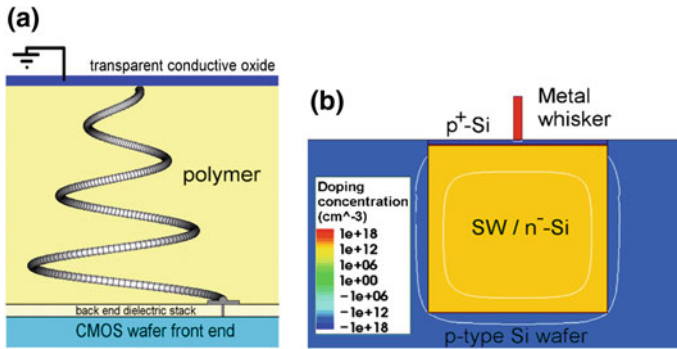 (a)
transparent conductive oxide
polymer
back end dielectric stack
CMOS wafer front end
(b)
p⁺-Si
Metal
whisker
Doping
concentration
(cm^-3)
1e+18
1e+12
1e+06
1e+00
-1e+06
-1e+12
-1e+18
SW / n⁻-Si
p-type Si wafer